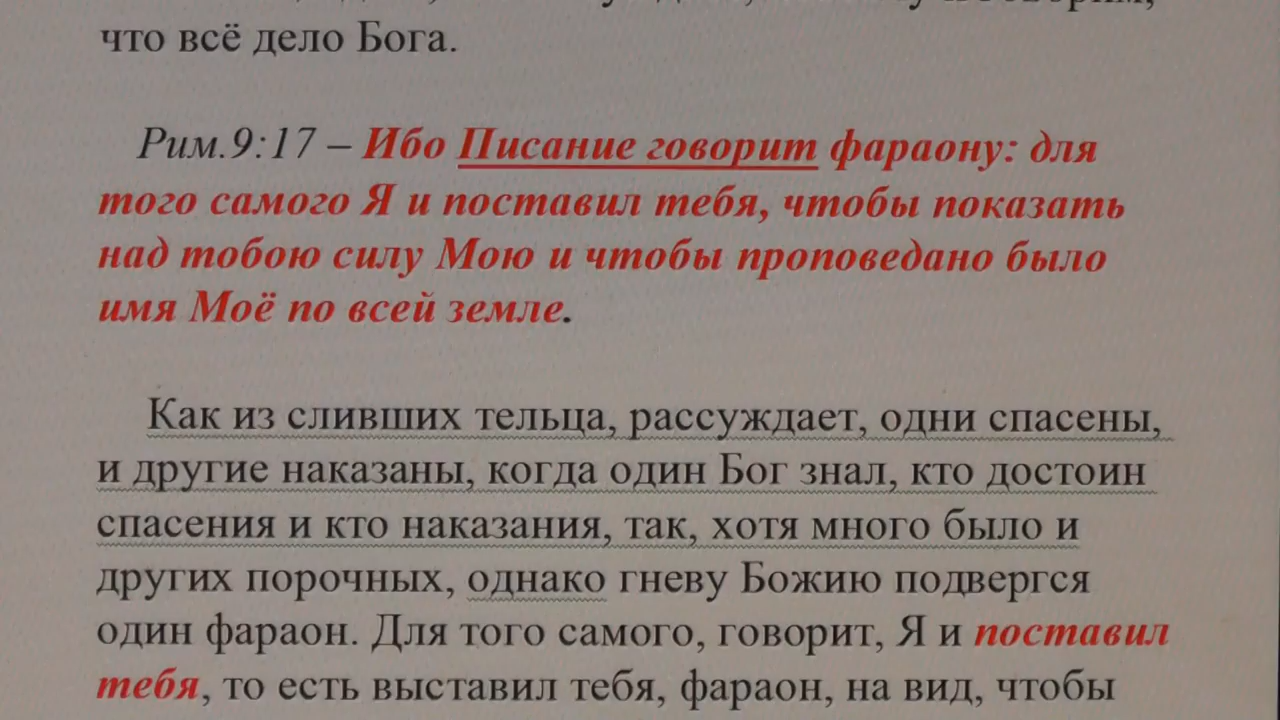 что всё дело Бога.
Рим.9:17 – Ибо Писание говорит фараону: для
того самого Я и поставил тебя, чтобы показать
над тобою силу Мою и чтобы проповедано было
имя Моё по всей земле.
Как из сливших тельца, рассуждает, одни спасены,
и другие наказаны, когда один Бог знал, кто достоин
спасения и кто наказания, так, хотя много было и
других порочных, однако гневу Божию подвергся
один фараон. Для того самого, говорит, Я и поставил
тебя, то есть выставил тебя, фараон, на вид, чтобы